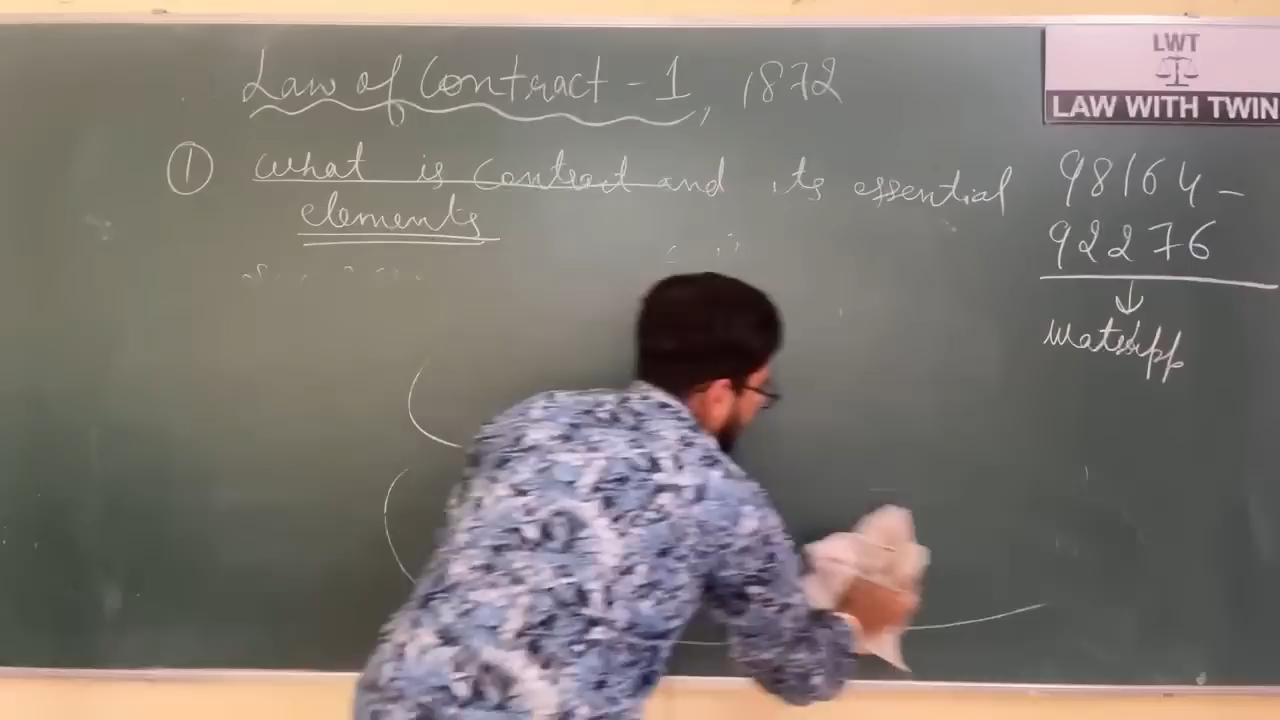 Law of Contract - 1, 1872
① What is Contract and its essential
elements
LWT
LAW WITH TWIN
98164-
92276
↓
WatsApp